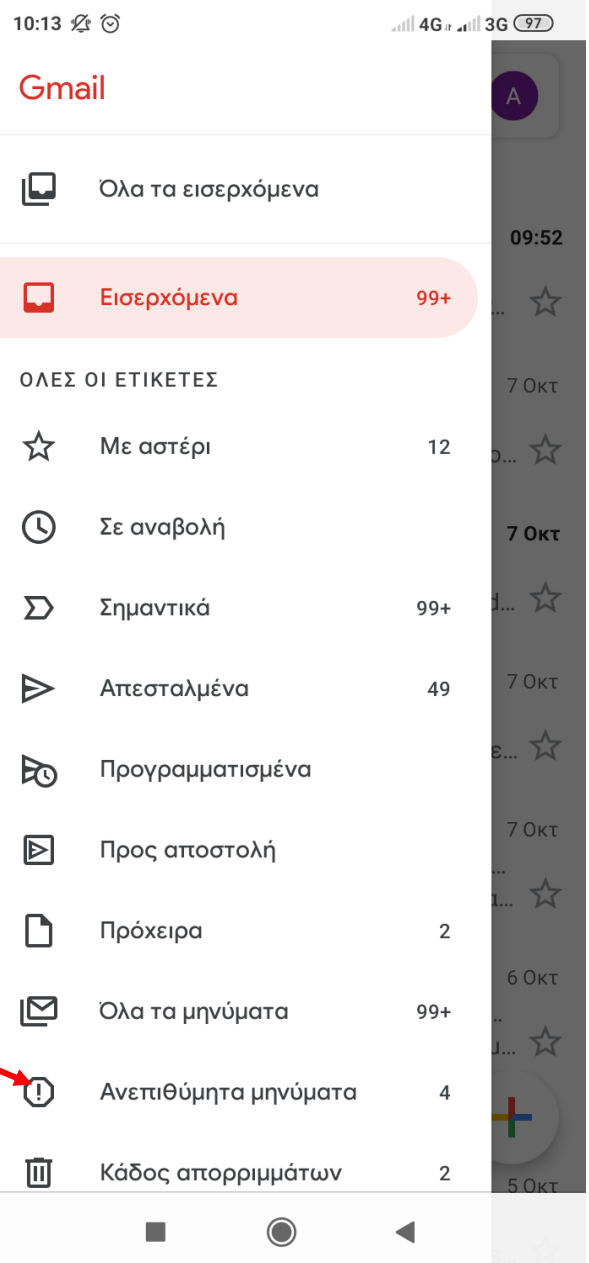 10:13 4G 3G 97
Gmail
A
Όλα τα εισερχόμενα
09:52
Εισερχόμενα 99+
...
ΟΛΕΣ ΟΙ ΕΤΙΚΕΤΕΣ
7 Οκτ
Με αστέρι 12
ο...
Σε αναβολή
7 Οκτ
Σημαντικά 99+
d...
Απεσταλμένα 49
7 Οκτ
ε...
Προγραμματισμένα
7 Οκτ
Προς αποστολή
...
α...
Πρόχειρα 2
6 Οκτ
Όλα τα μηνύματα 99+
..
μ...
Ανεπιθύμητα μηνύματα 4
Κάδος απορριμμάτων 2
5 Οκτ